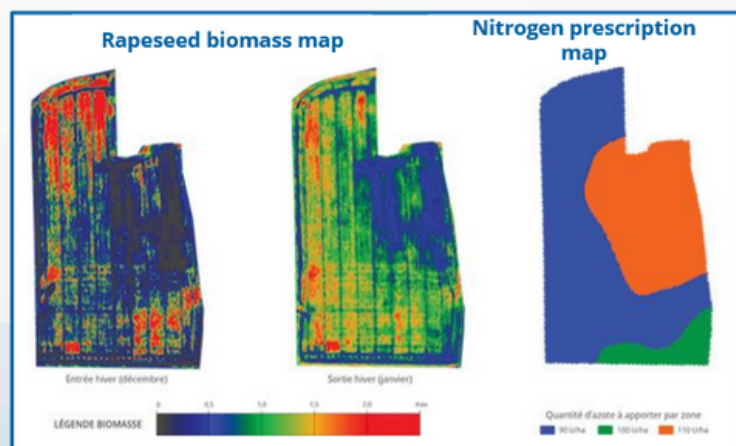 Rapeseed biomass map
Nitrogen prescription
map
Entrée hiver (décembre)
Sortie hiver (janvier)
LÉGENDE BIOMASSE
0 0,5 1,0 1,5 2,0 max
Quantité d'azote à apporter par zone
90 U/ha 100 U/ha 110 U/ha